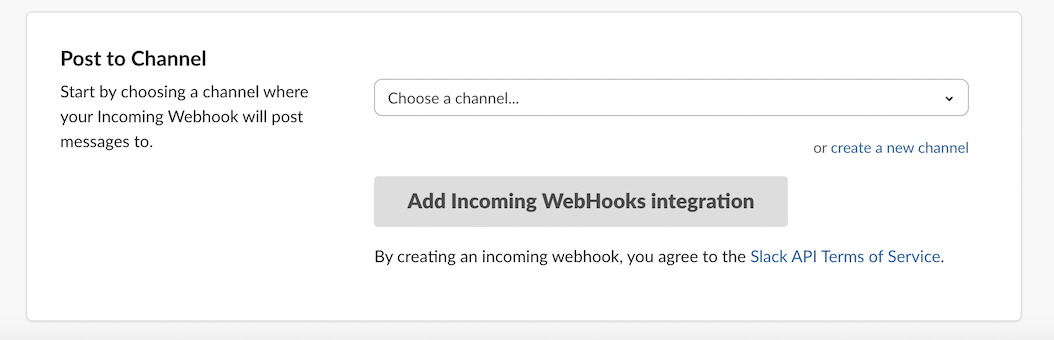 Post to Channel
Start by choosing a channel where
your Incoming Webhook will post
messages to.
Choose a channel...
or create a new channel
Add Incoming WebHooks integration
By creating an incoming webhook, you agree to the Slack API Terms of Service.